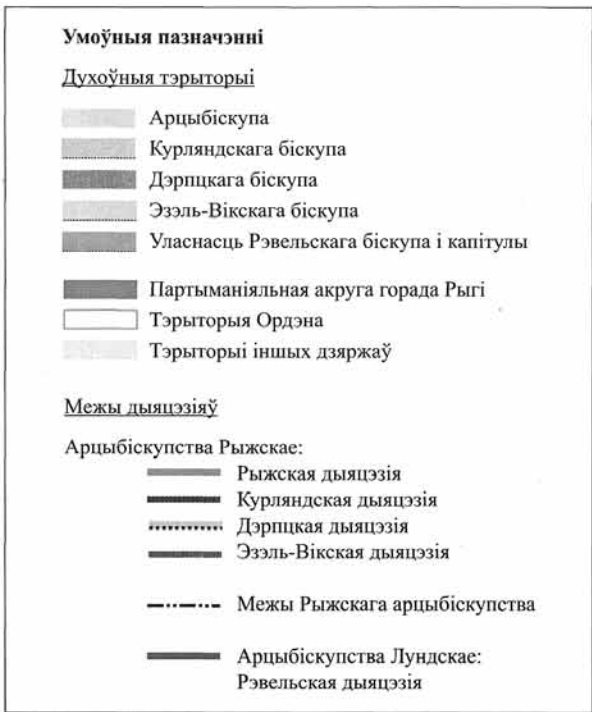 Умоўныя пазначэнні
Духоўныя тэрыторыі
Арцыбіскупа
Курляндскага біскупа
Дэрпцкага біскупа
Эзэль-Вікскага біскупа
Уласнасць Рэвельскага біскупа і капітулы
Партыманіяльная акруга горада Рыгі
Тэрыторыя Ордэна
Тэрыторыі іншых дзяржаў
Межы дыяцэзіяў
Арцыбіскупства Рыжскае:
Рыжская дыяцэзія
Курляндская дыяцэзія
Дэрпцкая дыяцэзія
Эзэль-Вікская дыяцэзія
Межы Рыжскага арцыбіскупства
Арцыбіскупства Лундскае:
Рэвельская дыяцэзія